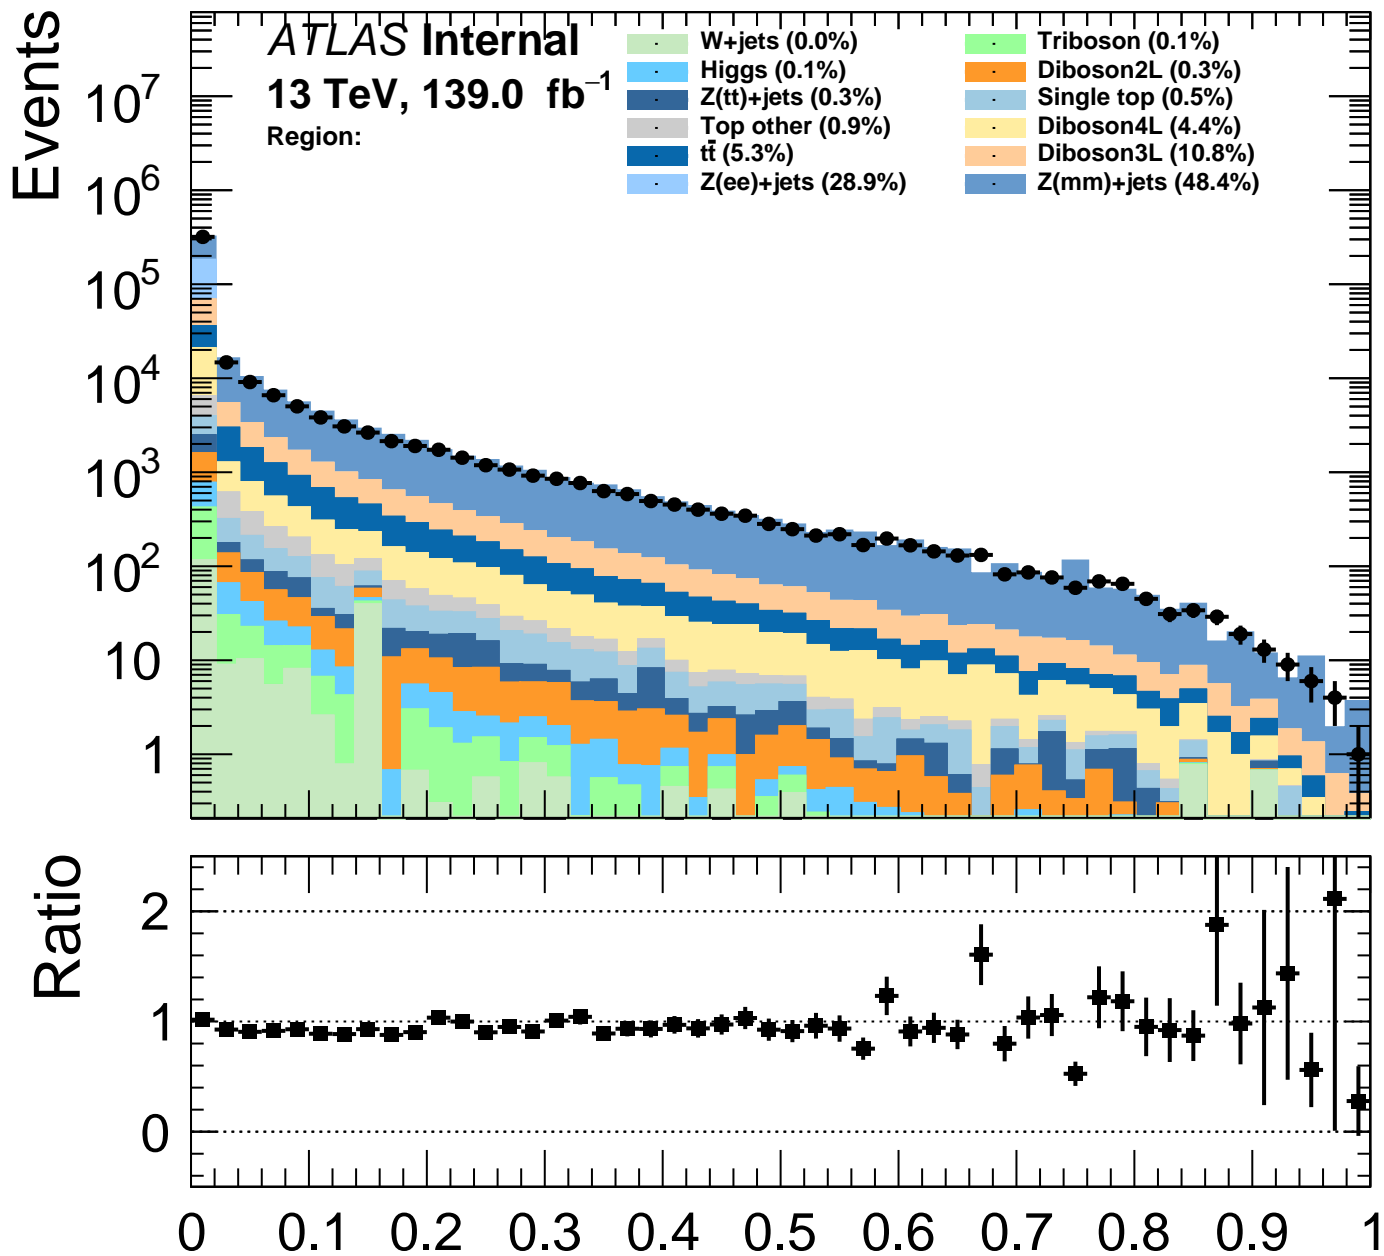 Events
ATLAS Internal
13 TeV, 139.0 fb⁻¹
Region:
W+jets (0.0%)
Higgs (0.1%)
Z(tt)+jets (0.3%)
Top other (0.9%)
tt̄ (5.3%)
Z(ee)+jets (28.9%)
Triboson (0.1%)
Diboson2L (0.3%)
Single top (0.5%)
Diboson4L (4.4%)
Diboson3L (10.8%)
Z(mm)+jets (48.4%)
10⁷
10⁶
10⁵
10⁴
10³
10²
10
1
Ratio
2
1
0
0 0.1 0.2 0.3 0.4 0.5 0.6 0.7 0.8 0.9 1